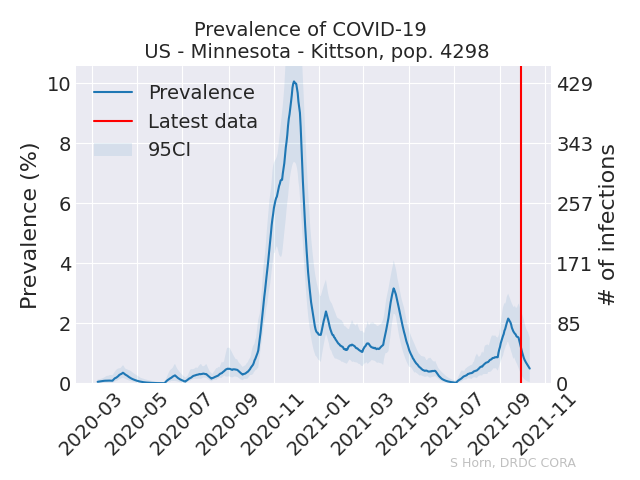 Prevalence of COVID-19
US - Minnesota - Kittson, pop. 4298
Prevalence
Latest data
95CI
Prevalence (%)
10
8
6
4
2
0
429
343
257
171
85
0
# of infections
2020-03
2020-05
2020-07
2020-09
2020-11
2021-01
2021-03
2021-05
2021-07
2021-09
2021-11
S Horn, DRDC CORA